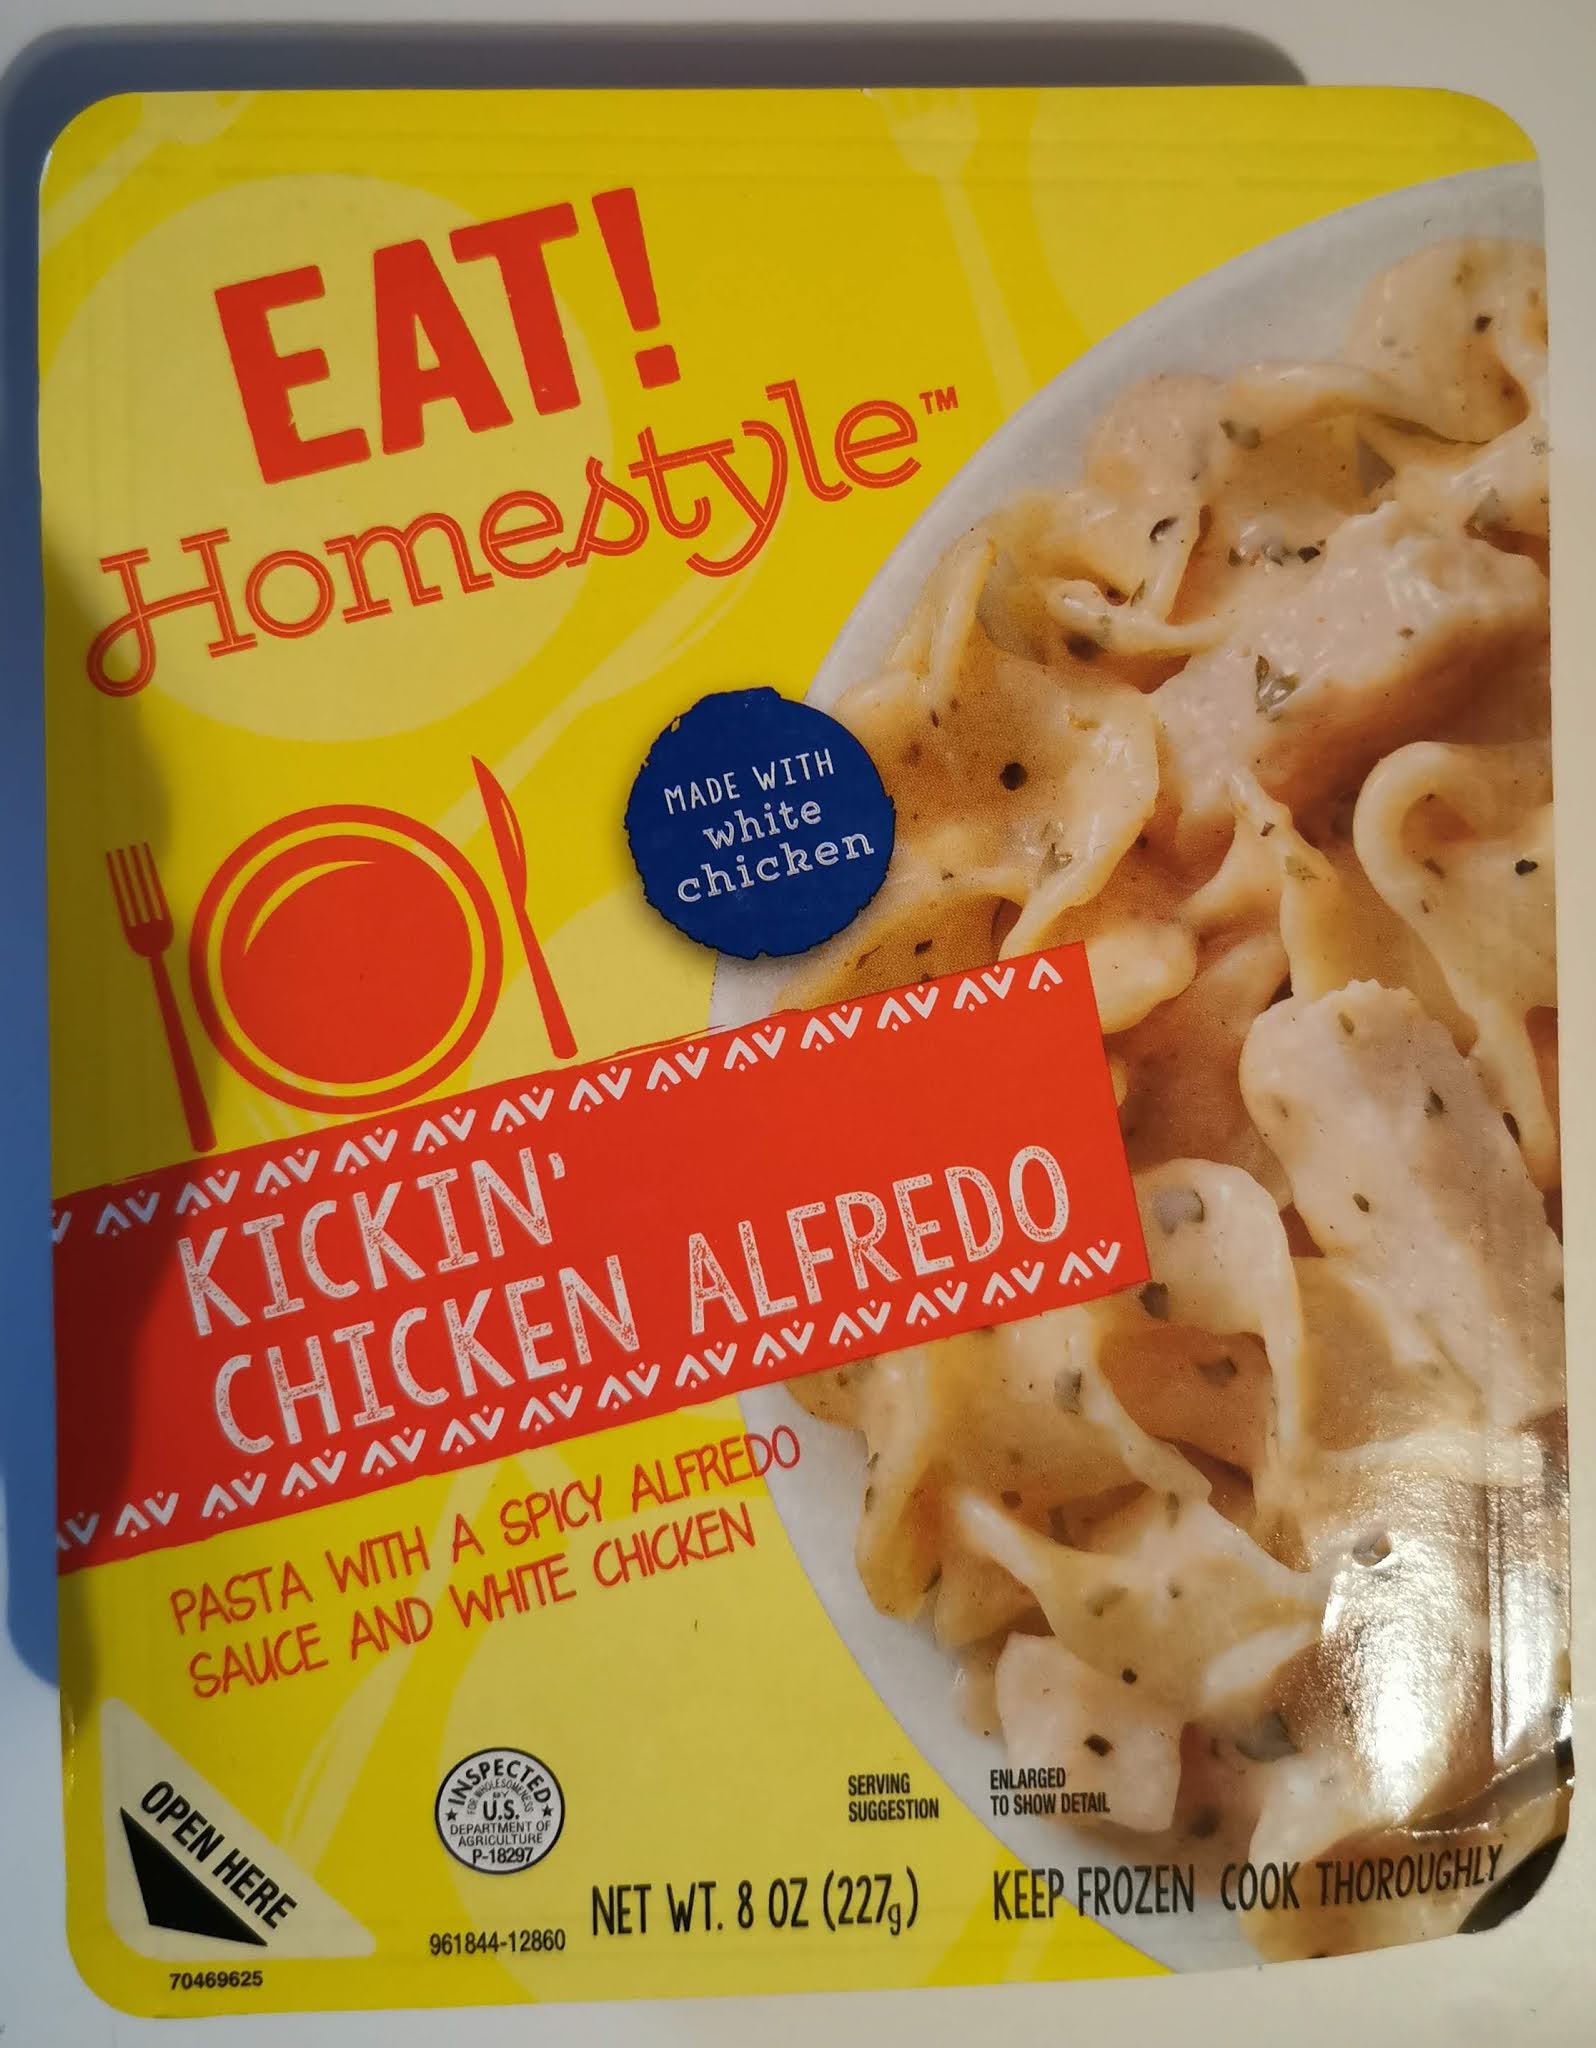 EAT!
Homestyle™
MADE WITH
white
chicken
KICKIN'
CHICKEN ALFREDO
PASTA WITH A SPICY ALFREDO
SAUCE AND WHITE CHICKEN
OPEN HERE
70469625
INSPECTED
FOR WHOLESOMENESS
BY
U.S.
DEPARTMENT OF
AGRICULTURE
P-18297
961844-12860
NET WT. 8 OZ (227g)
SERVING
SUGGESTION
ENLARGED
TO SHOW DETAIL
KEEP FROZEN COOK THOROUGHLY